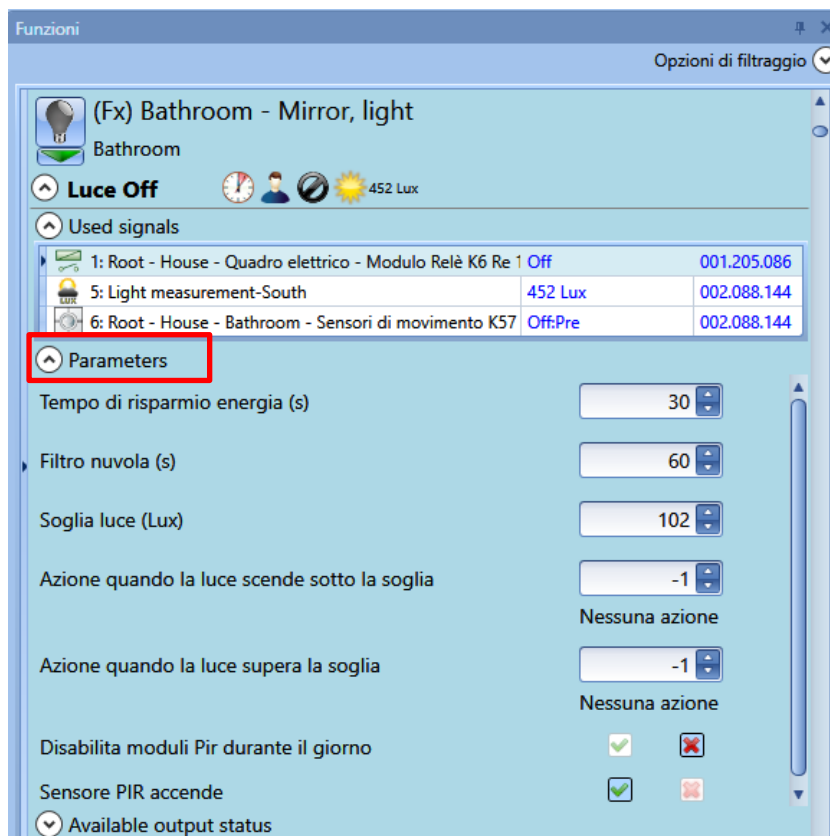 Funzioni
Opzioni di filtraggio
(Fx) Bathroom - Mirror, light
Bathroom
Luce Off 452 Lux
Used signals
1: Root - House - Quadro elettrico - Modulo Relè K6 Re 1 Off 001.205.086
LUX 5: Light measurement-South 452 Lux 002.088.144
6: Root - House - Bathroom - Sensori di movimento K57 Off:Pre 002.088.144
Parameters
Tempo di risparmio energia (s) 30
Filtro nuvola (s) 60
Soglia luce (Lux) 102
Azione quando la luce scende sotto la soglia -1
Nessuna azione
Azione quando la luce supera la soglia -1
Nessuna azione
Disabilita moduli Pir durante il giorno
Sensore PIR accende
Available output status